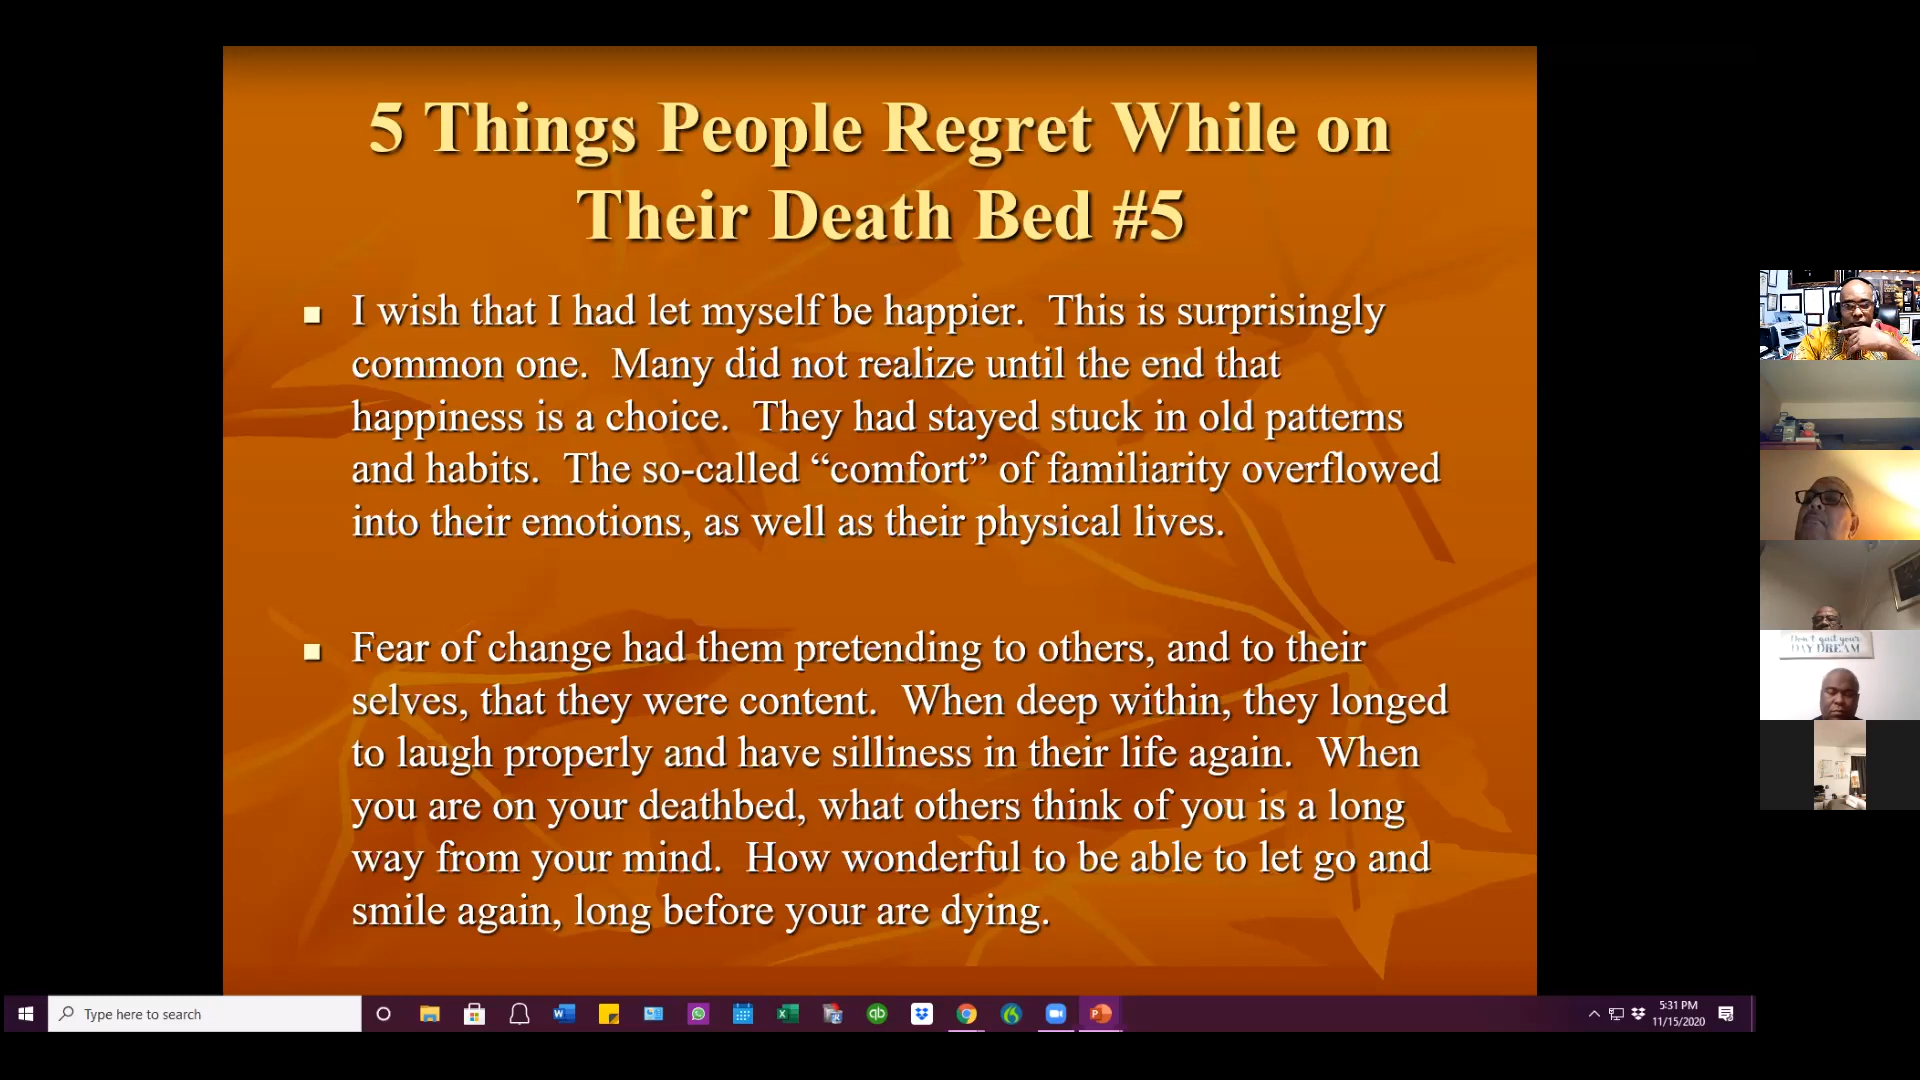 5 Things People Regret While on
Their Death Bed #5
I wish that I had let myself be happier.  This is surprisingly
common one.  Many did not realize until the end that
happiness is a choice.  They had stayed stuck in old patterns
and habits.  The so-called “comfort” of familiarity overflowed
into their emotions, as well as their physical lives.
Fear of change had them pretending to others, and to their
selves, that they were content.  When deep within, they longed
to laugh properly and have silliness in their life again.  When
you are on your deathbed, what others think of you is a long
way from your mind.  How wonderful to be able to let go and
smile again, long before your are dying.
Don't quit your
DAY DREAM
Type here to search
5:31 PM
11/15/2020